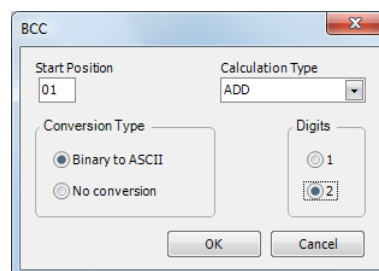 BCC
Start Position
Calculation Type
01
ADD
Conversion Type
Digits
Binary to ASCII
1
No conversion
2
OK
Cancel